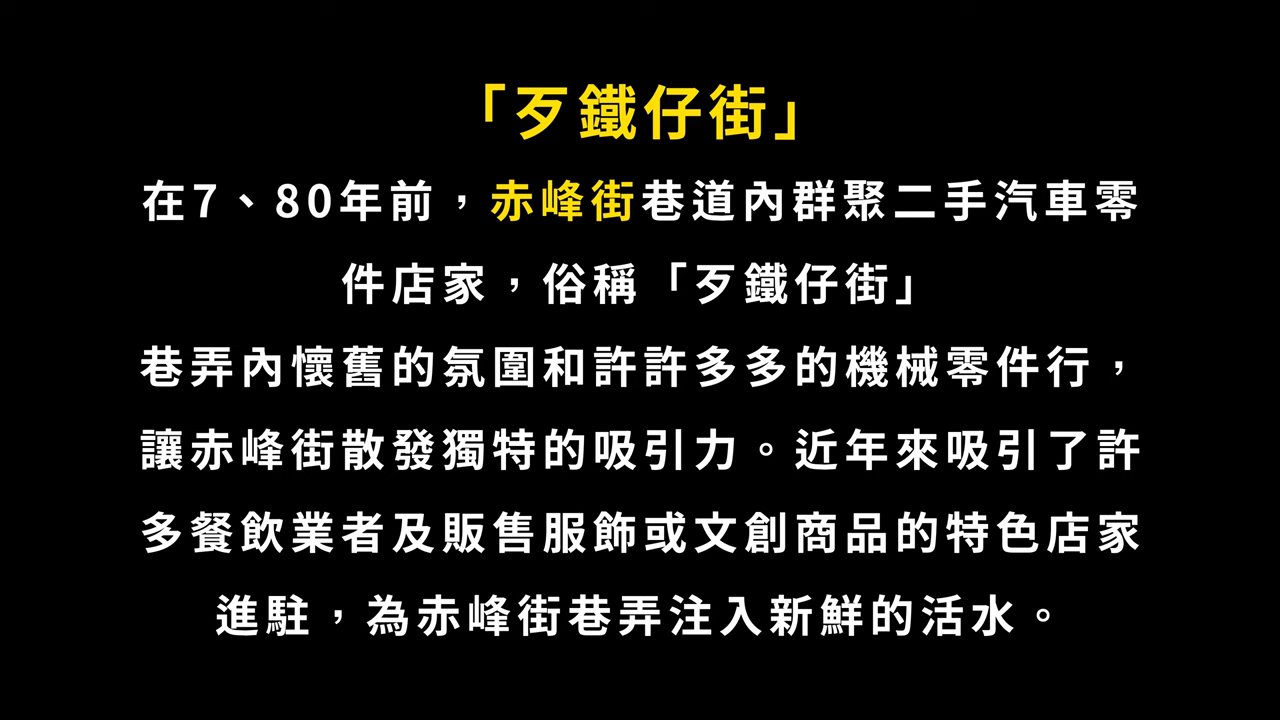 「歹鐵仔街」
在7、80年前，赤峰街巷道內群聚二手汽車零
件店家，俗稱「歹鐵仔街」
巷弄內懷舊的氛圍和許許多多的機械零件行，
讓赤峰街散發獨特的吸引力。近年來吸引了許
多餐飲業者及販售服飾或文創商品的特色店家
進駐，為赤峰街巷弄注入新鮮的活水。